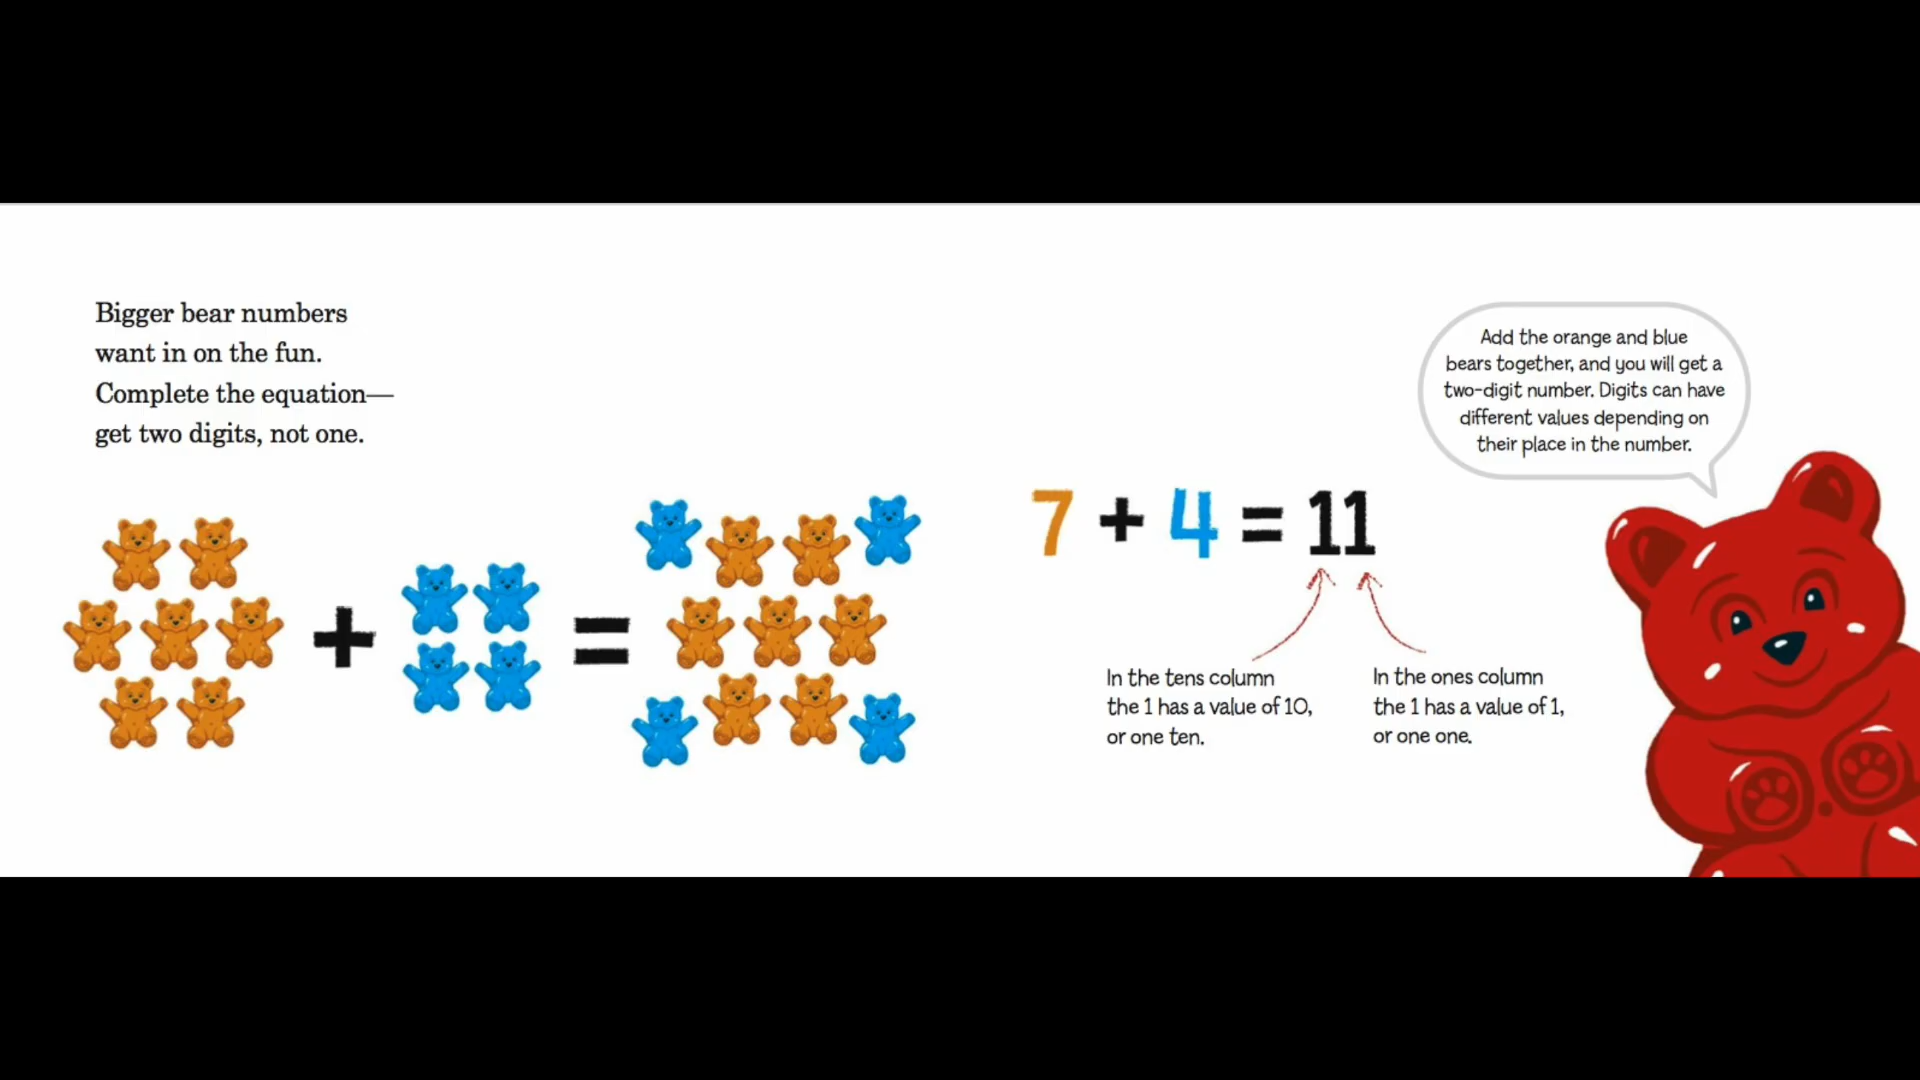 Bigger bear numbers
want in on the fun.
Complete the equation—
get two digits, not one.
+
=
7 + 4 = 11
In the tens column
the 1 has a value of 10,
or one ten.
In the ones column
the 1 has a value of 1,
or one one.
Add the orange and blue
bears together, and you will get a
two-digit number. Digits can have
different values depending on
their place in the number.